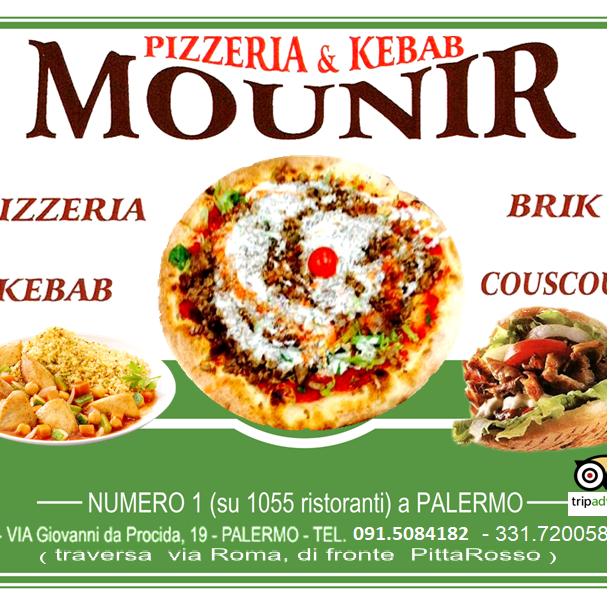 PIZZERIA & KEBAB
MOUNIR
IZZERIA
BRIK
KEBAB
COUSCOU
NUMERO 1 (su 1055 ristoranti) a PALERMO
tripadv
- VIA Giovanni da Procida, 19 - PALERMO - TEL. 091.5084182 - 331.720058
( traversa via Roma, di fronte PittaRosso )